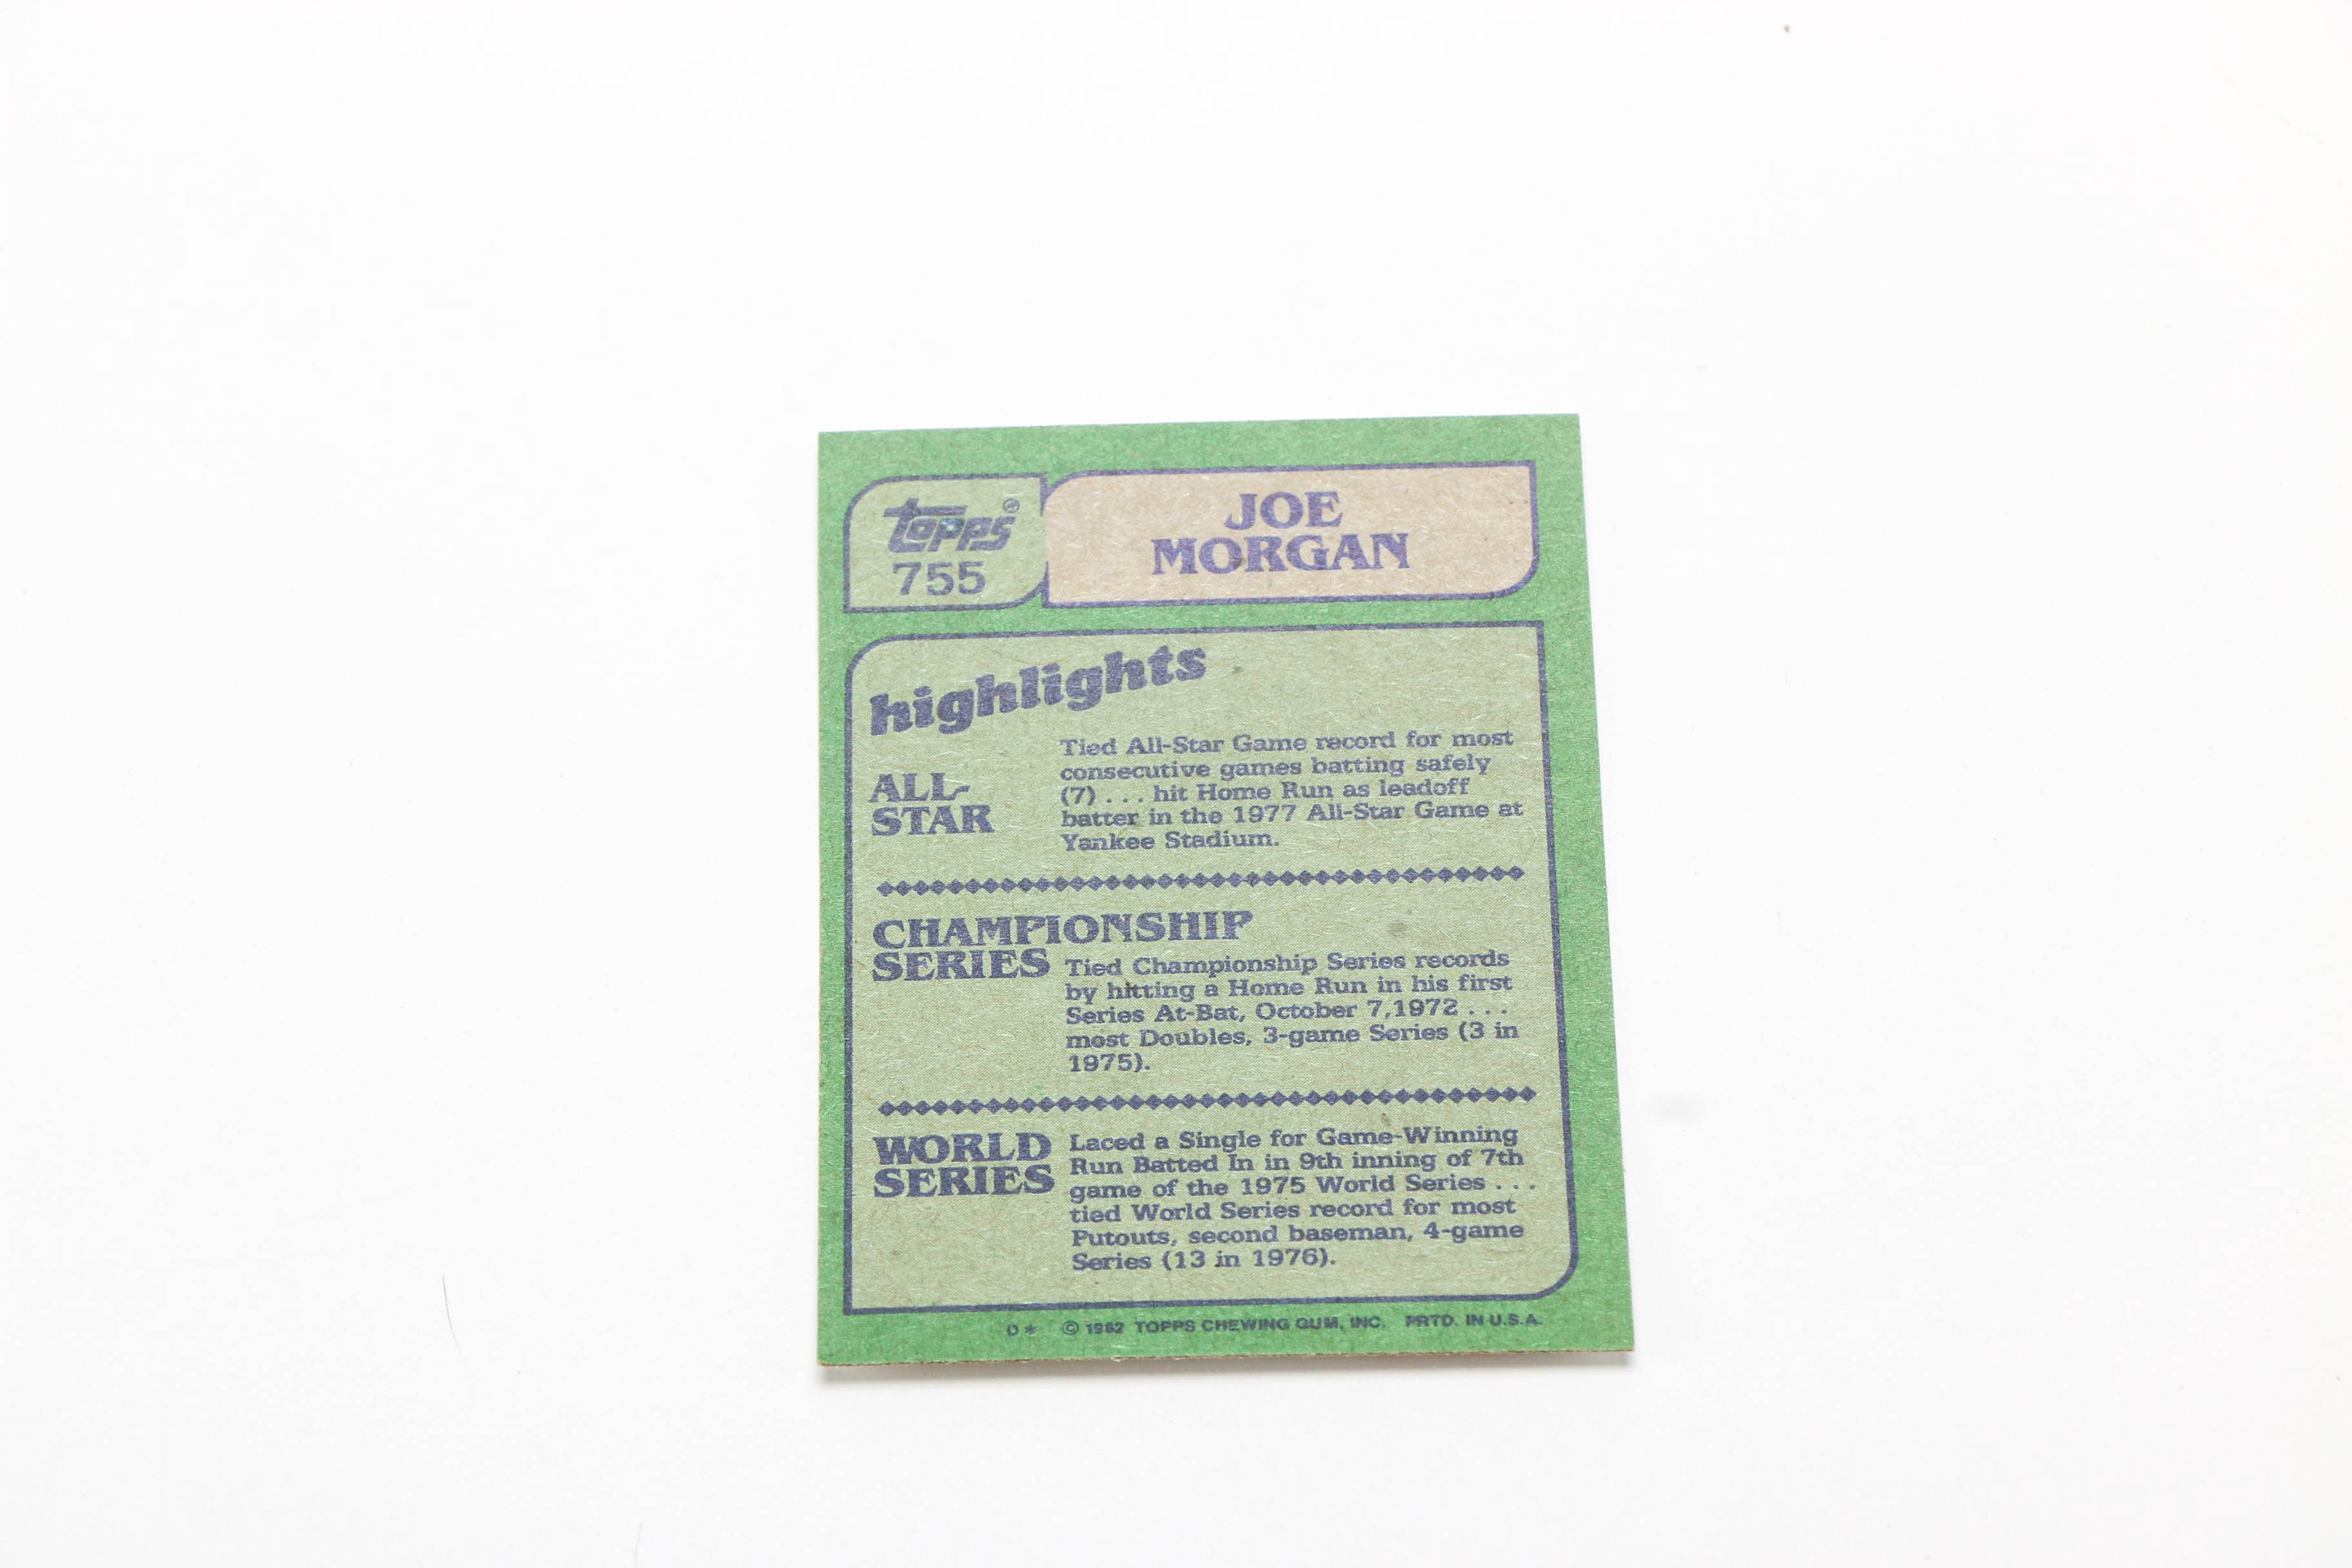 topps®
755
JOE
MORGAN
highlights
ALL-
STAR
Tied All-Star Game record for most
consecutive games batting safely
(7) . . . hit Home Run as leadoff
batter in the 1977 All-Star Game at
Yankee Stadium.
CHAMPIONSHIP
SERIES
Tied Championship Series records
by hitting a Home Run in his first
Series At-Bat, October 7,1972 . . .
most Doubles, 3-game Series (3 in
1975).
WORLD
SERIES
Laced a Single for Game-Winning
Run Batted In in 9th inning of 7th
game of the 1975 World Series . . .
tied World Series record for most
Putouts, second baseman, 4-game
Series (13 in 1976).
D* © 1982 TOPPS CHEWING GUM, INC. PRTD. IN U.S.A.